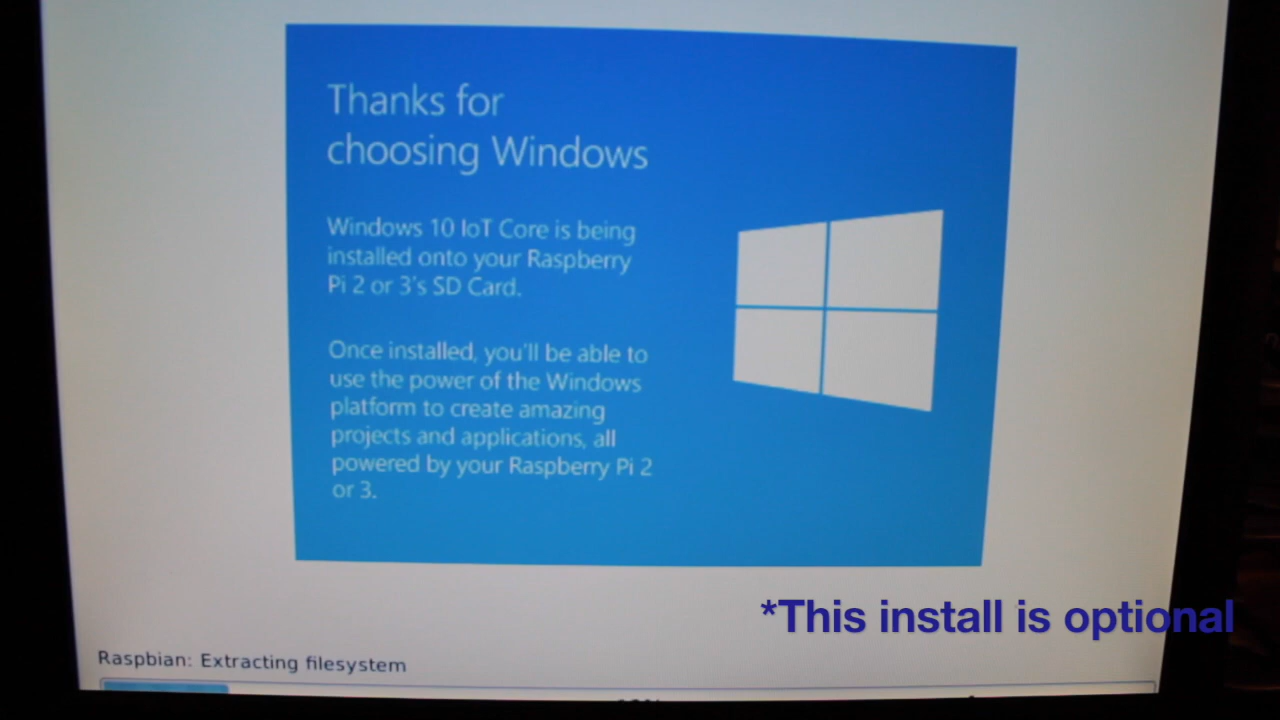 Thanks for
choosing Windows
Windows 10 IoT Core is being
installed onto your Raspberry
Pi 2 or 3's SD Card.
Once installed, you'll be able to
use the power of the Windows
platform to create amazing
projects and applications, all
powered by your Raspberry Pi 2
or 3.
*This install is optional
Raspbian: Extracting filesystem